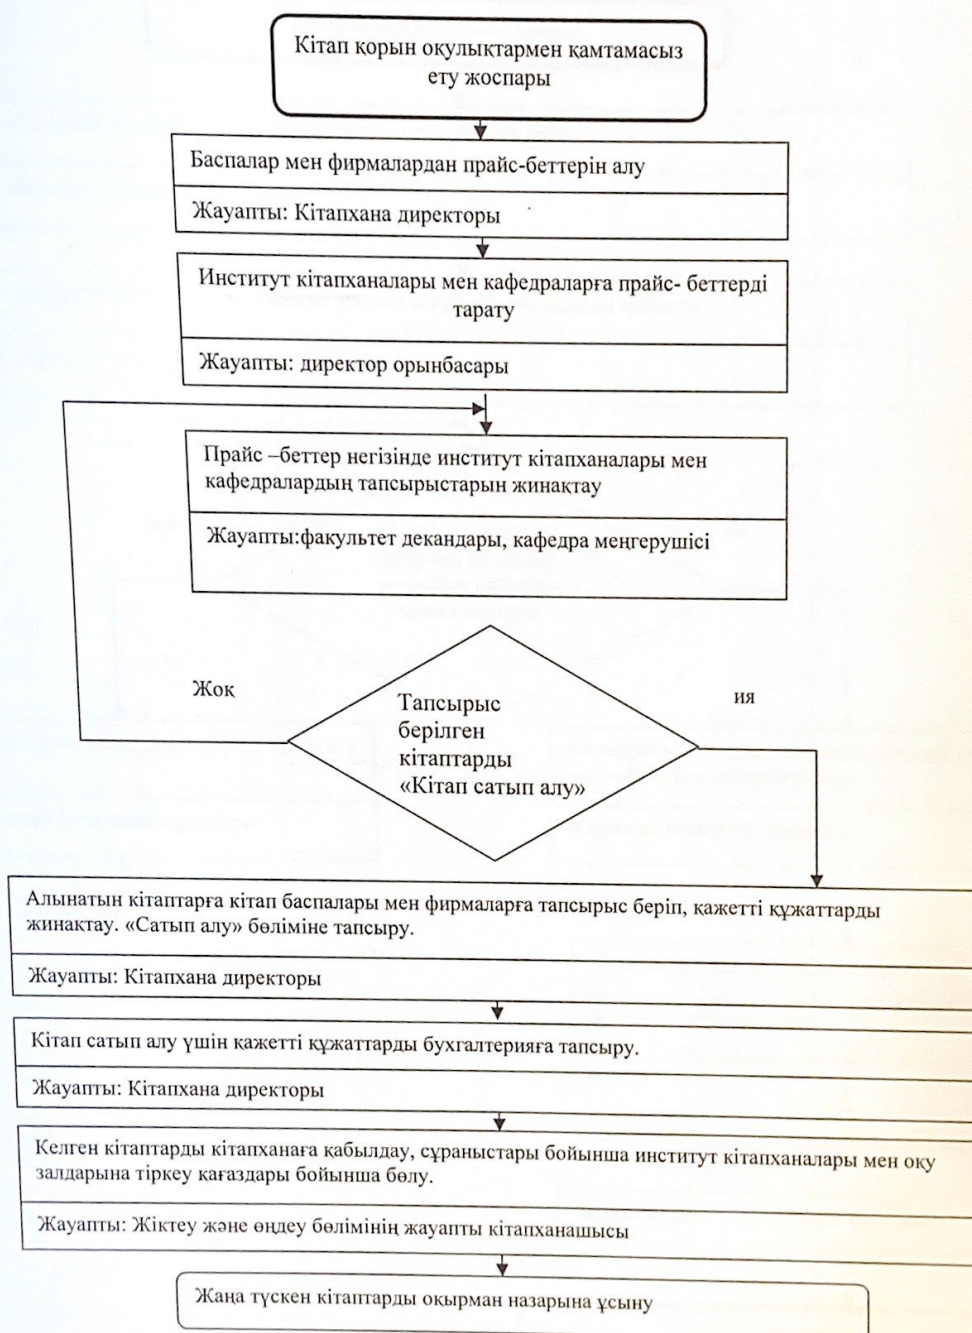 Кітап қорын оқулықтармен қамтамасыз
ету жоспары
Баспалар мен фирмалардан прайс-беттерін алу
Жауапты: Кітапхана директоры
Институт кітапханалары мен кафедраларға прайс- беттерді
тарату
Жауапты: директор орынбасары
Прайс –беттер негізінде институт кітапханалары мен
кафедралардың тапсырыстарын жинақтау
Жауапты:факультет декандары, кафедра меңгерушісі
Жоқ
ия
Тапсырыс
берілген
кітаптарды
«Кітап сатып алу»
Алынатын кітаптарға кітап баспалары мен фирмаларға тапсырыс беріп, қажетті құжаттарды
жинақтау. «Сатып алу» бөліміне тапсыру.
Жауапты: Кітапхана директоры
Кітап сатып алу үшін қажетті құжаттарды бухгалтерияға тапсыру.
Жауапты: Кітапхана директоры
Келген кітаптарды кітапханаға қабылдау, сұраныстары бойынша институт кітапханалары мен оқу
залдарына тіркеу қағаздары бойынша бөлу.
Жауапты: Жіктеу және өңдеу бөлімінің жауапты кітапханашысы
Жаңа түскен кітаптарды оқырман назарына ұсыну